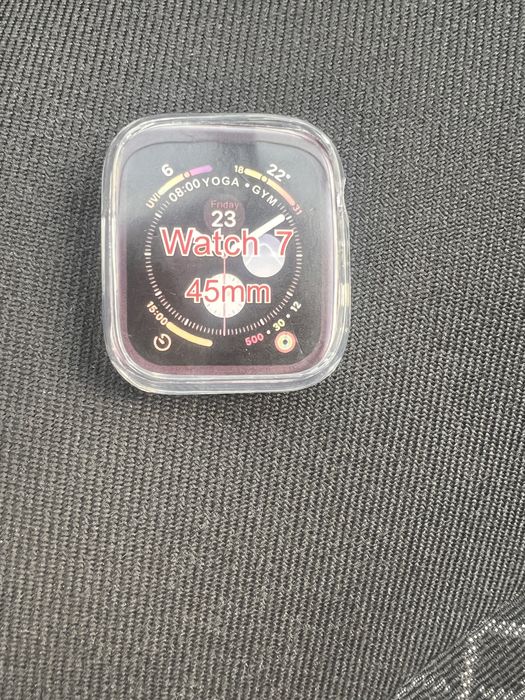 6 18 22°
UV 08:00 YOGA • GYM 31
Friday
23
Watch 7
45mm
15:00 500 • 30 • 12